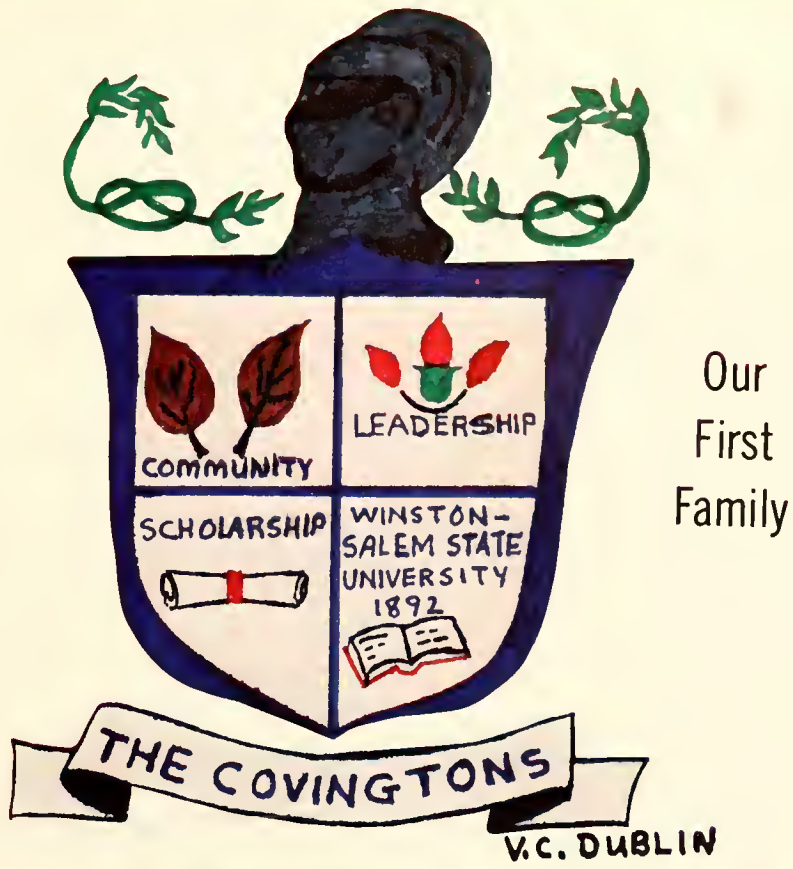 COMMUNITY
LEADERSHIP
SCHOLARSHIP
WINSTON-
SALEM STATE
UNIVERSITY
1892
THE COVINGTONS
V.C. DUBLIN
Our
First
Family